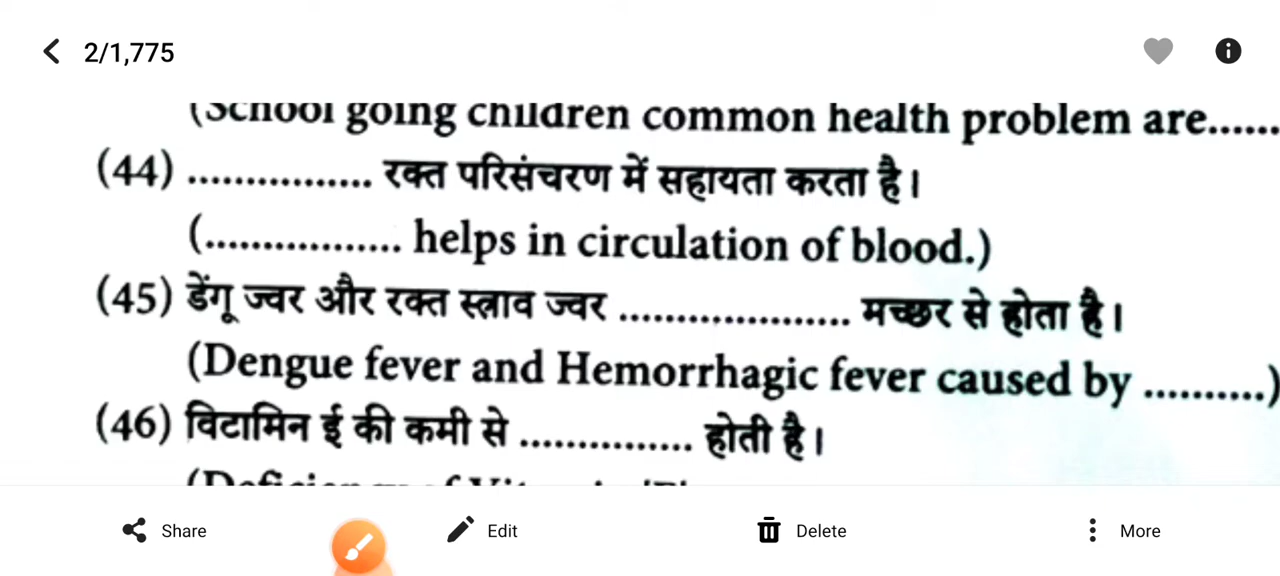 2/1,775
(School going children common health problem are......
(44) ................ रक्त परिसंचरण में सहायता करता है।
(................. helps in circulation of blood.)
(45) डेंगू ज्वर और रक्त स्त्राव ज्वर .................... मच्छर से होता है।
(Dengue fever and Hemorrhagic fever caused by ..........)
(46) विटामिन ई की कमी से ............... होती है।
Share Edit Delete More